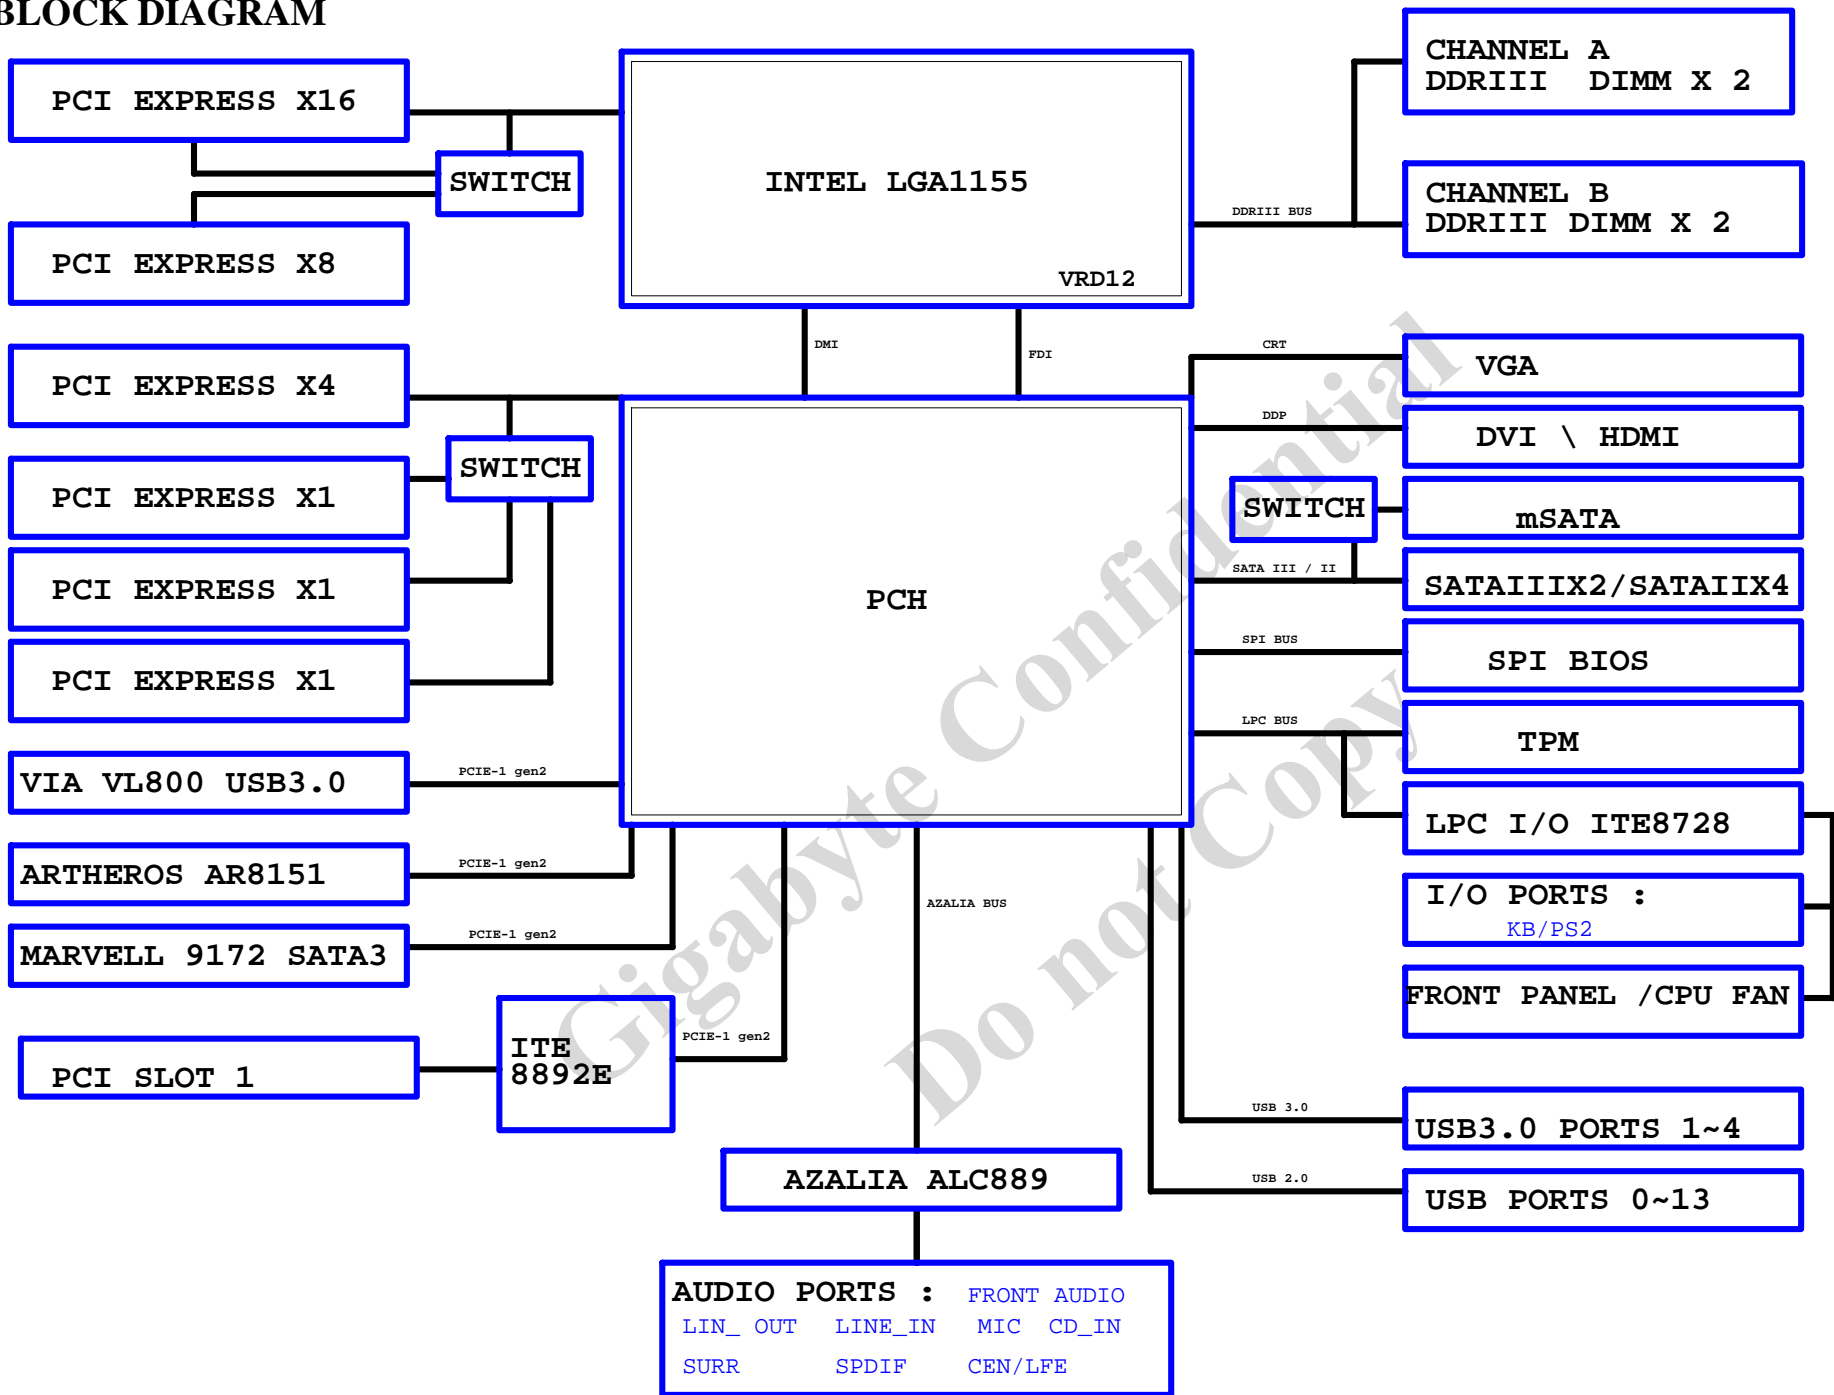 BLOCK DIAGRAM
PCI EXPRESS X16
SWITCH
PCI EXPRESS X8
INTEL LGA1155
VRD12
DDRIII BUS
CHANNEL A
DDRIII DIMM X 2
CHANNEL B
DDRIII DIMM X 2
DMI
FDI
PCI EXPRESS X4
SWITCH
PCI EXPRESS X1
PCI EXPRESS X1
PCI EXPRESS X1
PCH
CRT
VGA
DDP
DVI \ HDMI
SWITCH
mSATA
SATA III / II
SATAIIIX2/SATAIIX4
SPI BUS
SPI BIOS
LPC BUS
TPM
LPC I/O ITE8728
I/O PORTS :
KB/PS2
FRONT PANEL /CPU FAN
VIA VL800 USB3.0
PCIE-1 gen2
ARTHEROS AR8151
PCIE-1 gen2
MARVELL 9172 SATA3
PCIE-1 gen2
PCI SLOT 1
ITE
8892E
PCIE-1 gen2
AZALIA BUS
USB 3.0
USB3.0 PORTS 1~4
USB 2.0
USB PORTS 0~13
AZALIA ALC889
AUDIO PORTS : FRONT AUDIO
LIN_ OUT LINE_IN MIC CD_IN
SURR SPDIF CEN/LFE
Gigabyte Confidential
Do not Copy